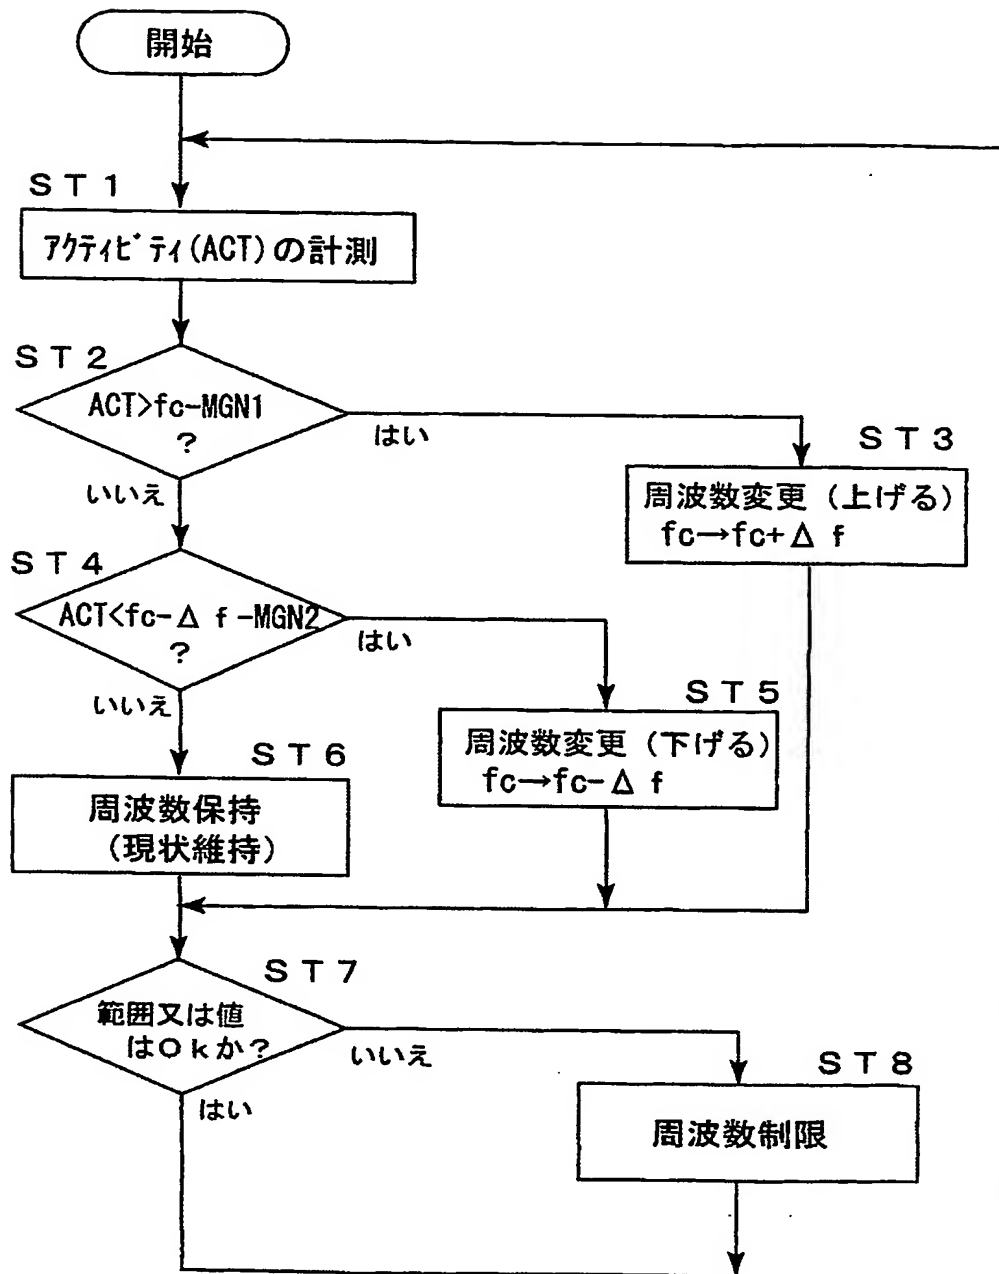 開始
ST1
ｱｸﾃｨﾋﾞﾃｨ(ACT)の計測
ST2
ACT>fc-MGN1
?
はい
いいえ
ST3
周波数変更（上げる）
fc→fc+Δf
ST4
ACT<fc-Δf-MGN2
?
はい
いいえ
ST5
周波数変更（下げる）
fc→fc-Δf
ST6
周波数保持
（現状維持）
ST7
範囲又は値
はＯｋか？
いいえ
はい
ST8
周波数制限